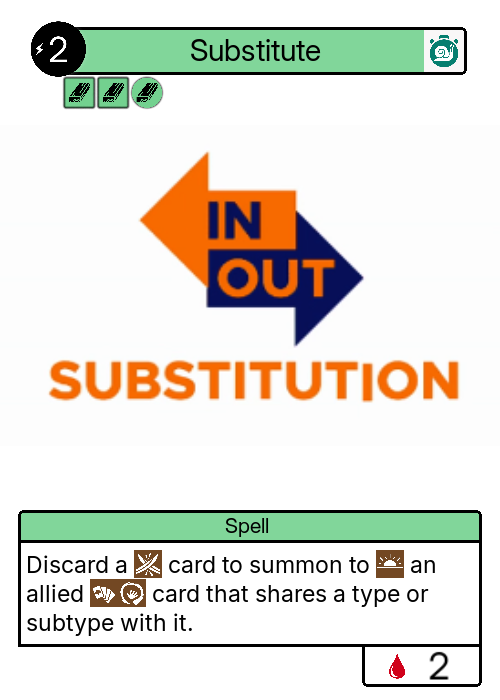 2
Substitute
IN
OUT
SUBSTITUTION
Spell
Discard a card to summon to an
allied card that shares a type or
subtype with it.
2